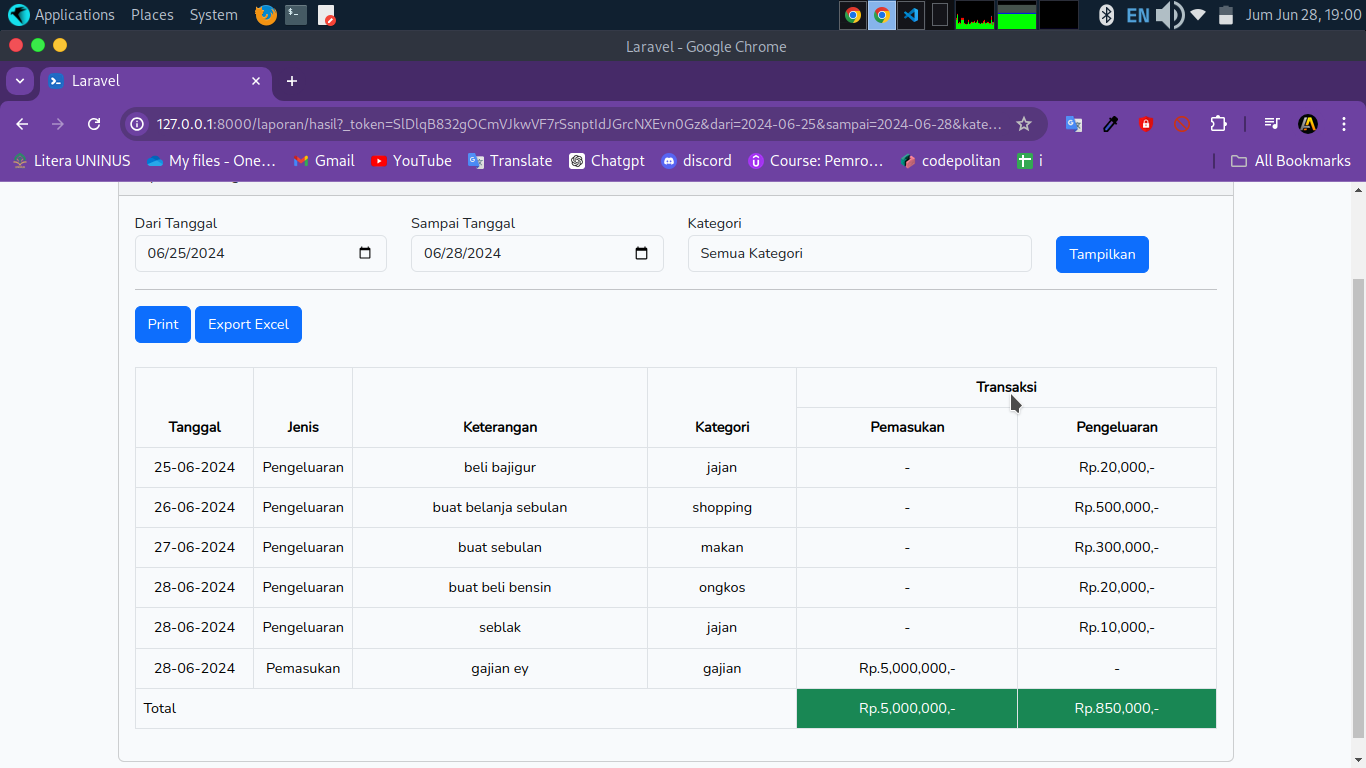 Applications Places System EN Jum Jun 28, 19:00
Laravel - Google Chrome
Laravel
127.0.0.1:8000/laporan/hasil?_token=SlDlqB832gOCmVJkwVF7rSsnptIdJGrcNXEvn0Gz&dari=2024-06-25&sampai=2024-06-28&kate...
Litera UNINUS My files - One... Gmail YouTube Translate Chatgpt discord Course: Pemro... codepolitan i All Bookmarks
Dari Tanggal Sampai Tanggal Kategori
06/25/2024 06/28/2024 Semua Kategori Tampilkan
Print Export Excel
Transaksi
Tanggal Jenis Keterangan Kategori Pemasukan Pengeluaran
25-06-2024 Pengeluaran beli bajigur jajan - Rp.20,000,-
26-06-2024 Pengeluaran buat belanja sebulan shopping - Rp.500,000,-
27-06-2024 Pengeluaran buat sebulan makan - Rp.300,000,-
28-06-2024 Pengeluaran buat beli bensin ongkos - Rp.20,000,-
28-06-2024 Pengeluaran seblak jajan - Rp.10,000,-
28-06-2024 Pemasukan gajian ey gajian Rp.5,000,000,- -
Total Rp.5,000,000,- Rp.850,000,-